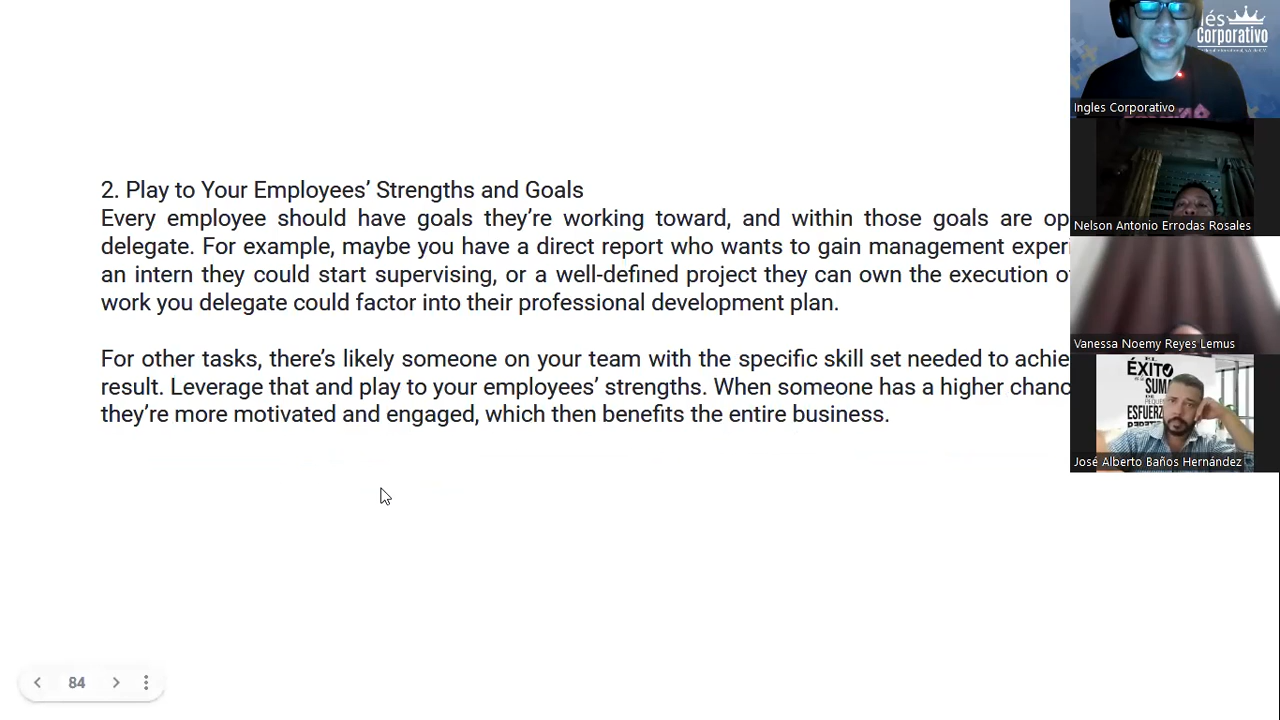 2. Play to Your Employees’ Strengths and Goals
Every employee should have goals they’re working toward, and within those goals are
delegate. For example, maybe you have a direct report who wants to gain management
an intern they could start supervising, or a well-defined project they can own the execution
work you delegate could factor into their professional development plan.
For other tasks, there’s likely someone on your team with the specific skill set needed to
result. Leverage that and play to your employees’ strengths. When someone has a higher
they’re more motivated and engaged, which then benefits the entire business.
84
Corporativo
Ingles Corporativo
Nelson Antonio Errodas Rosales
Vanessa Noemy Reyes Lemus
EL
ÉXITO
SUMA
ESFUERZ
José Alberto Baños Hernández